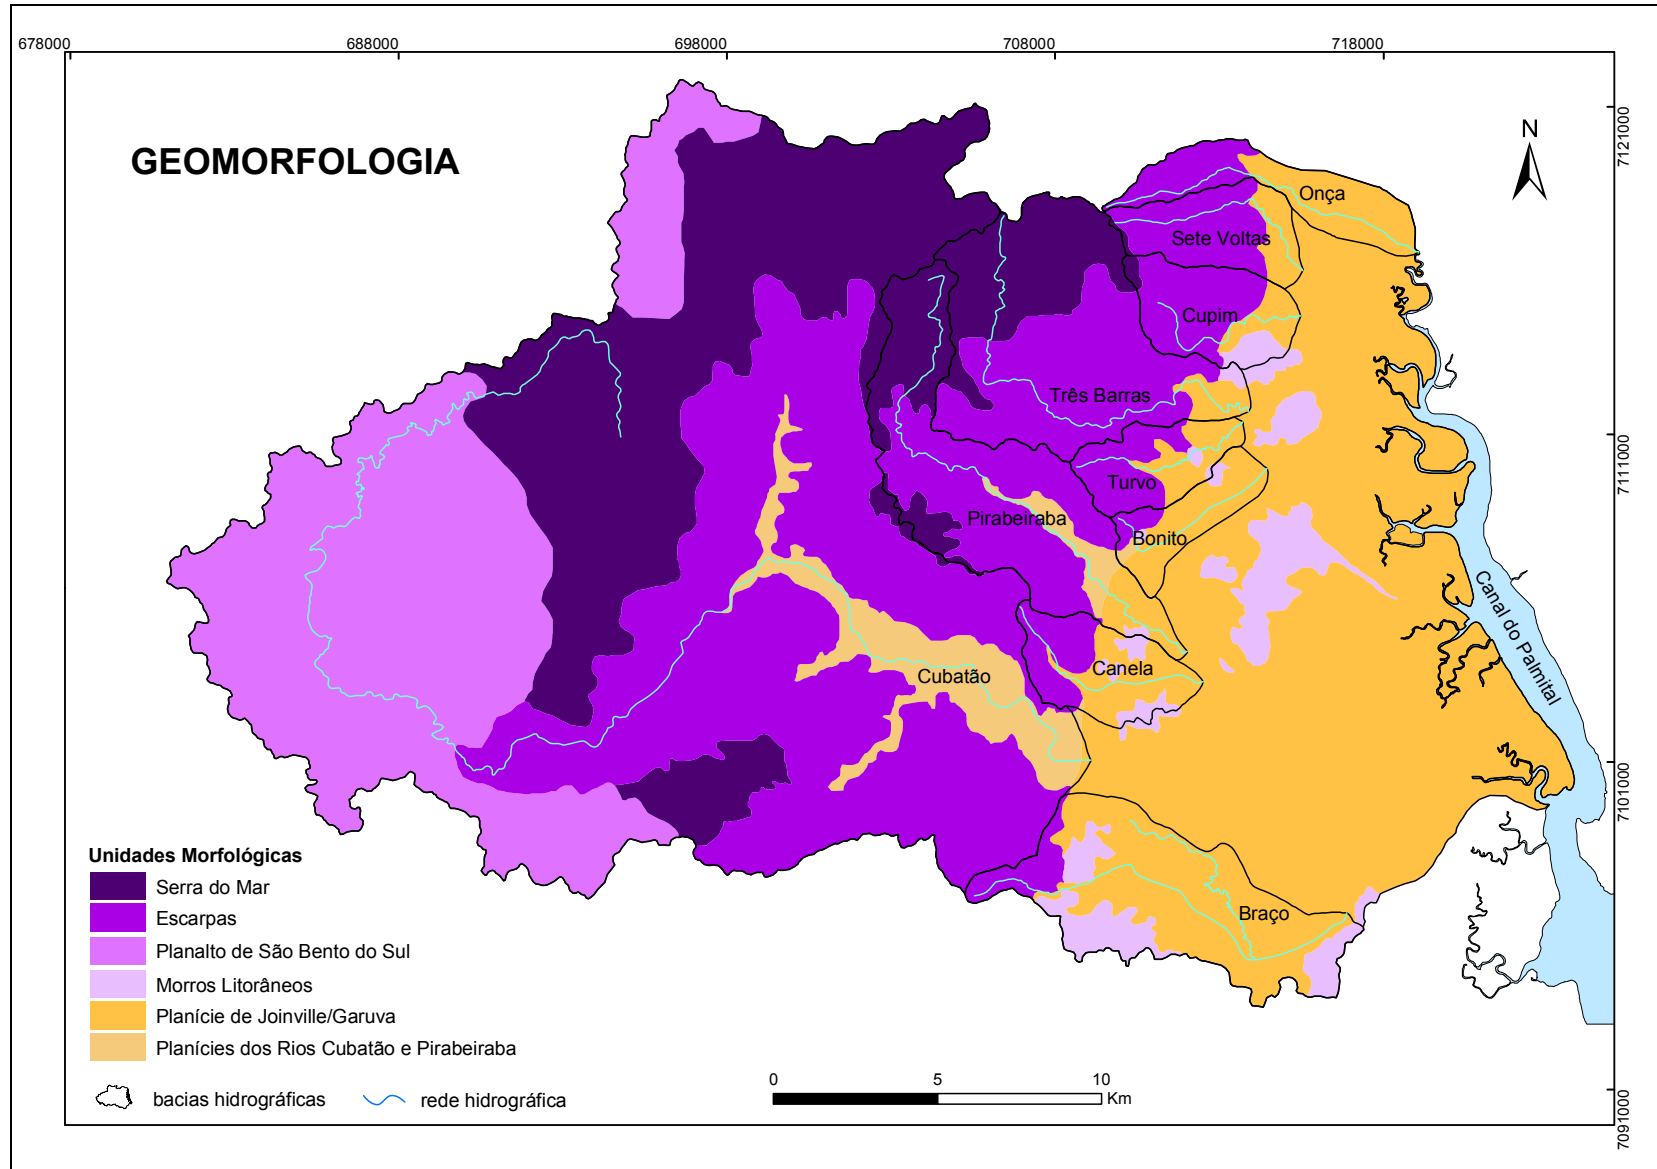 678000
688000
698000
708000
718000
7121000
GEOMORFOLOGIA
N
Onça
Sete Voltas
Cupim
Três Barras
7111000
Turvo
Pirabeiraba
Bonito
Canal do Palmital
Canela
Cubatão
7101000
Braço
Unidades Morfológicas
Serra do Mar
Escarpas
Planalto de São Bento do Sul
Morros Litorâneos
Planície de Joinville/Garuva
Planícies dos Rios Cubatão e Pirabeiraba
bacias hidrográficas
rede hidrográfica
0 5 10
Km
7091000